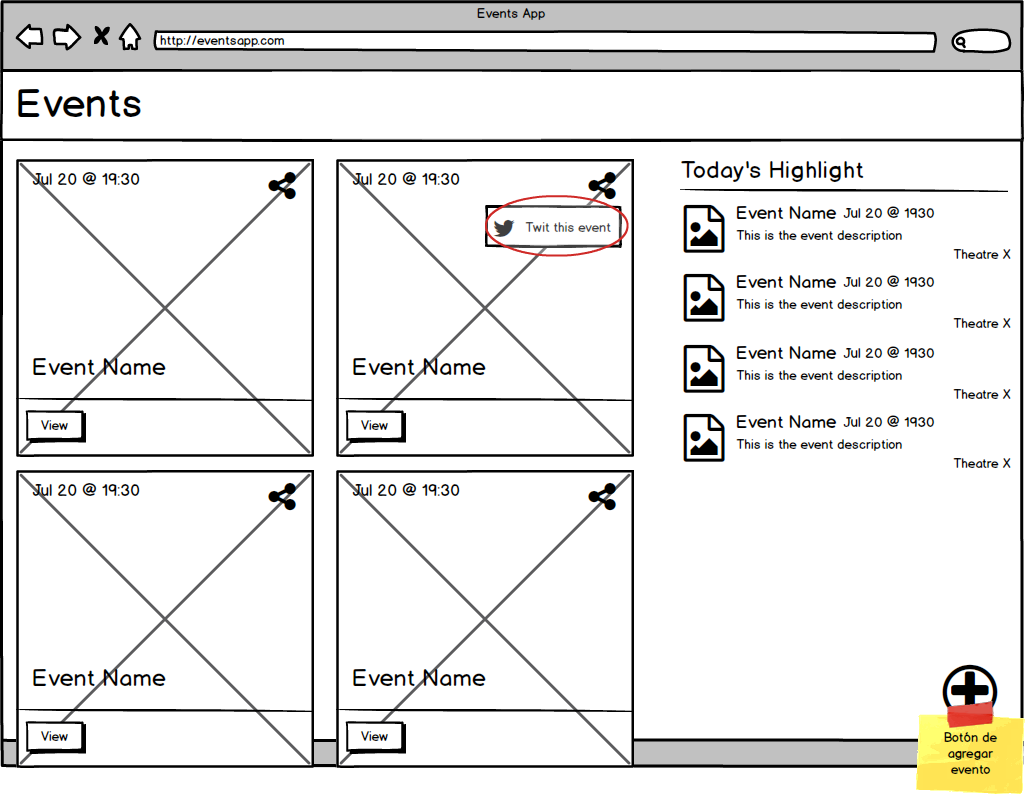 Events App
http://eventsapp.com
Events
Jul 20 @ 19:30
Event Name
View
Jul 20 @ 19:30
Twit this event
Event Name
View
Jul 20 @ 19:30
Event Name
View
Jul 20 @ 19:30
Event Name
View
Today's Highlight
Event Name Jul 20 @ 1930
This is the event description
Theatre X
Event Name Jul 20 @ 1930
This is the event description
Theatre X
Event Name Jul 20 @ 1930
This is the event description
Theatre X
Event Name Jul 20 @ 1930
This is the event description
Theatre X
Botón de
agregar
evento